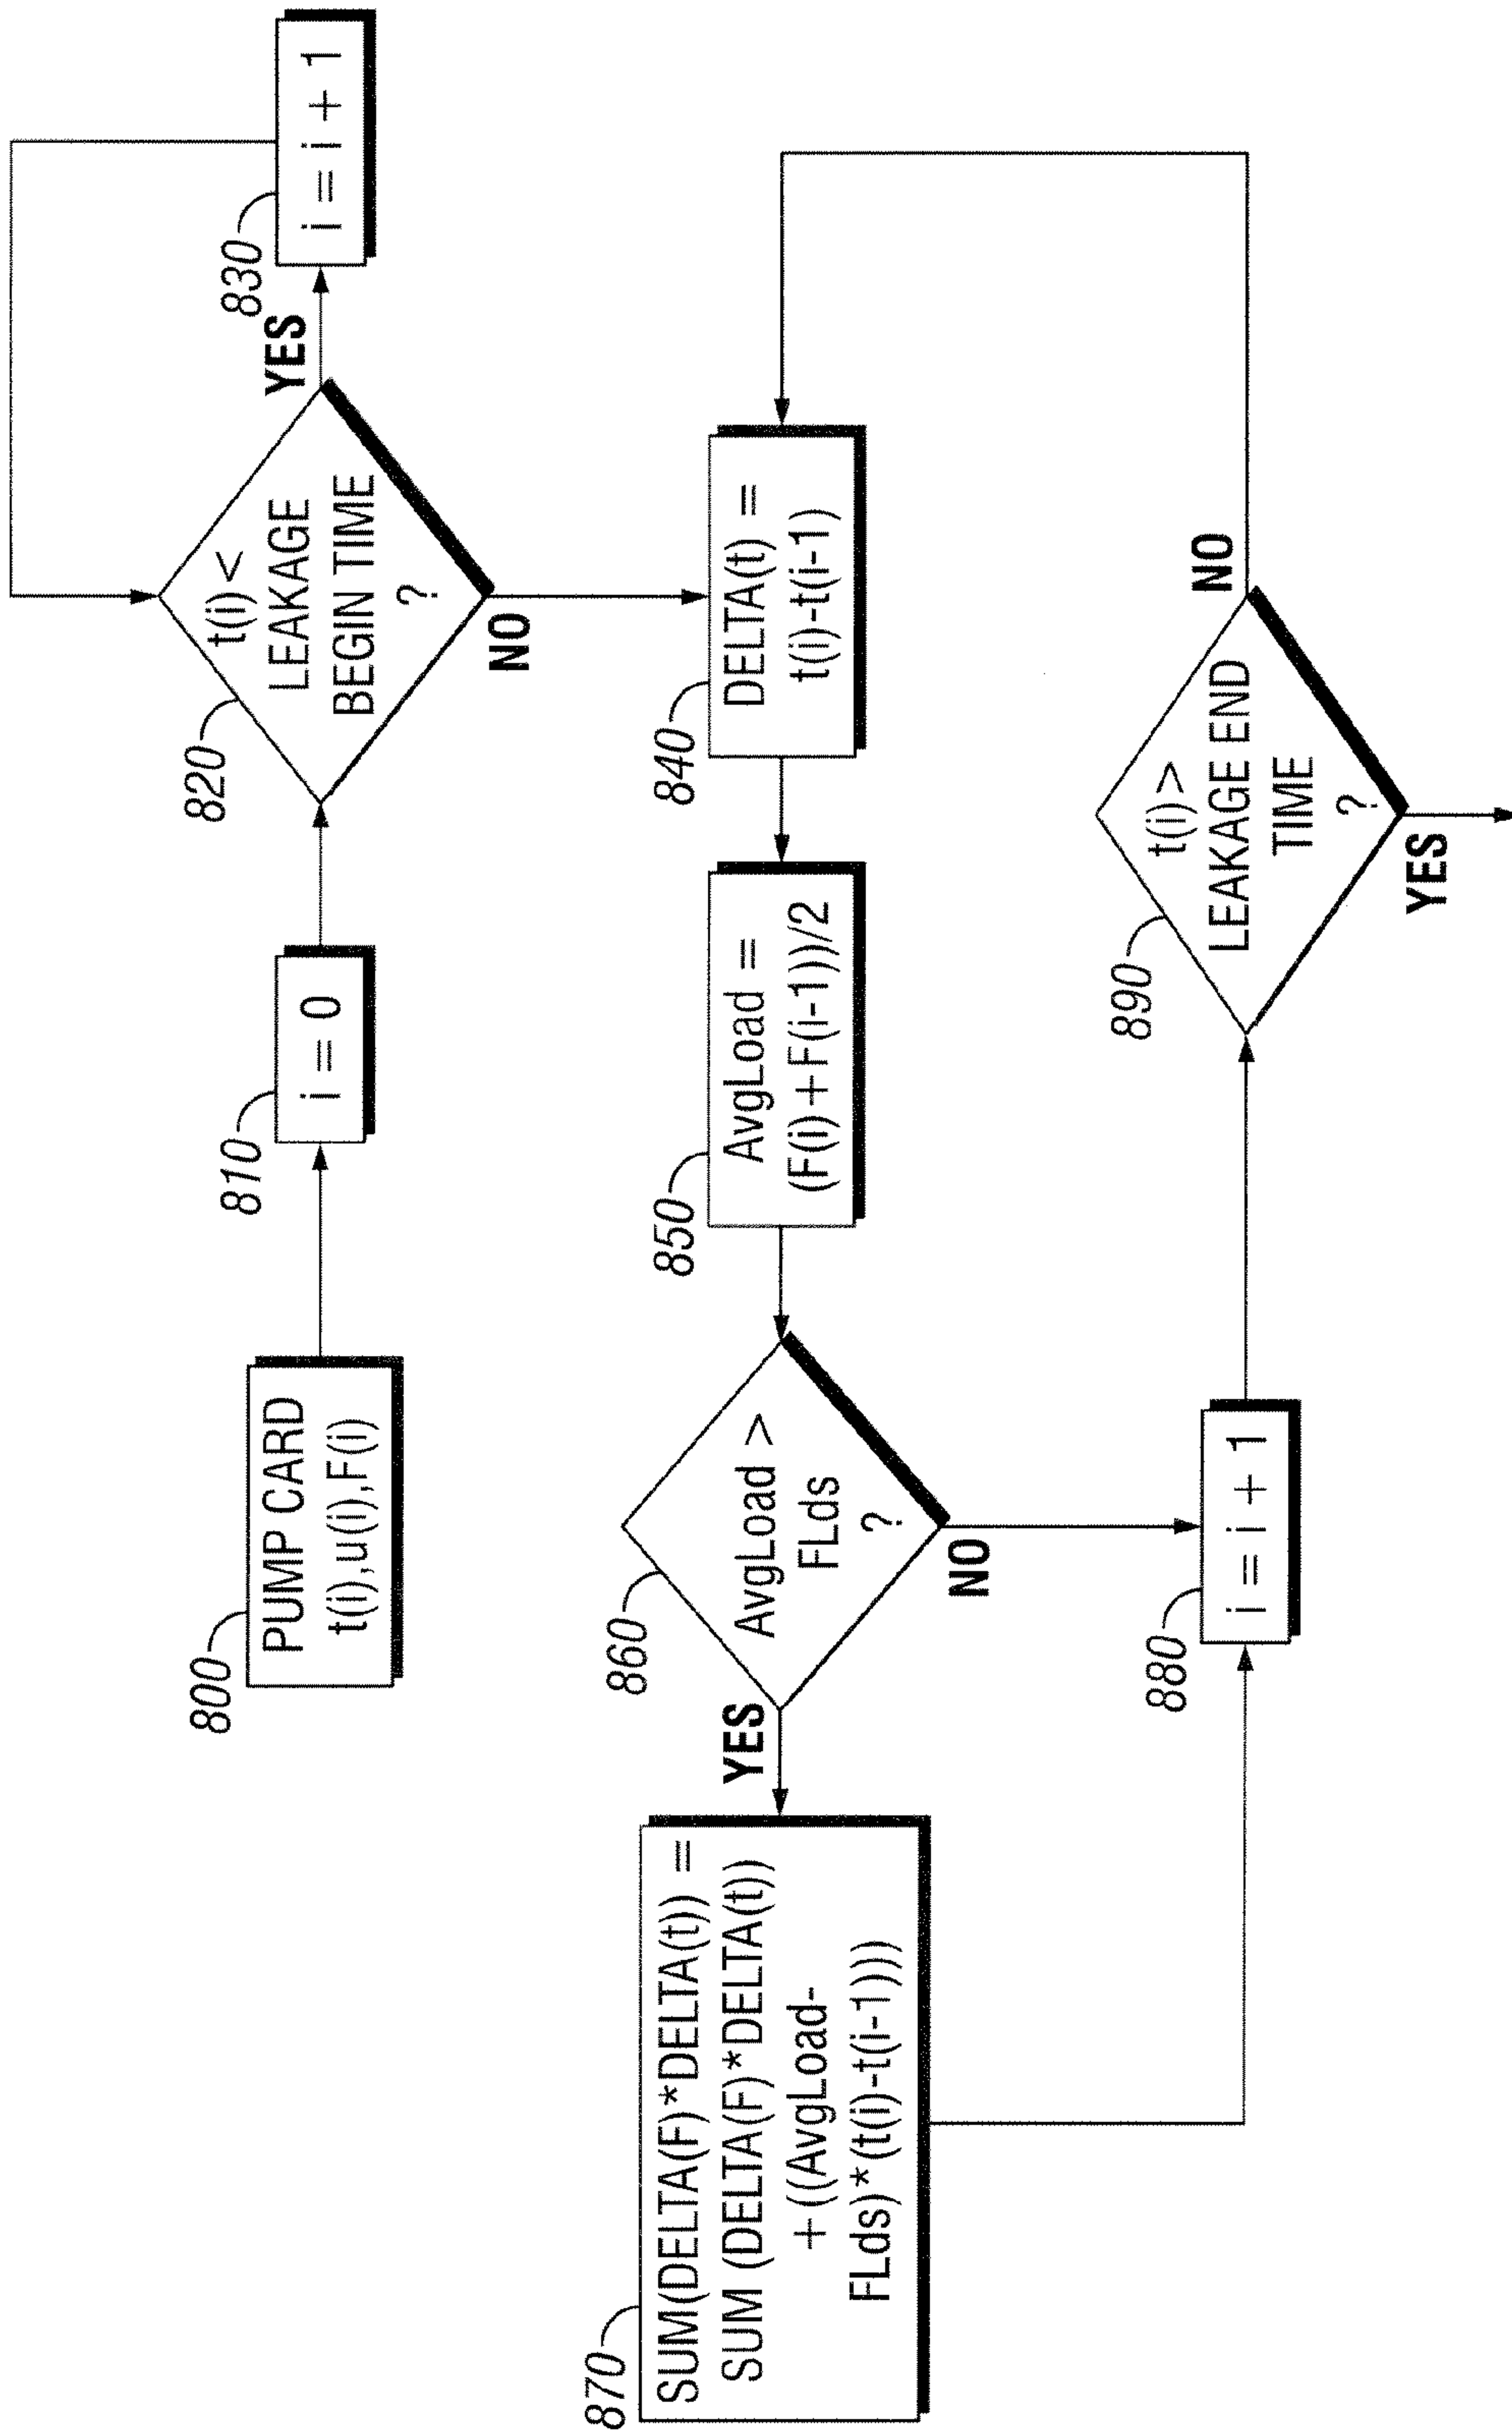 800
PUMP CARD
t(i),u(i),F(i)
810
i = 0
820
t(i) <
LEAKAGE
BEGIN TIME
?
YES
NO
830
i = i + 1
840
DELTA(t) =
t(i)-t(i-1)
850
AvgLoad =
(F(i)+F(i-1))/2
860
AvgLoad >
FLds
?
YES
NO
870
SUM(DELTA(F)*DELTA(t)) =
SUM (DELTA(F)*DELTA(t))
+((AvgLoad-
FLds)*(t(i)-t(i-1))))
880
i = i + 1
890
t(i) >
LEAKAGE END
TIME
?
NO
YES